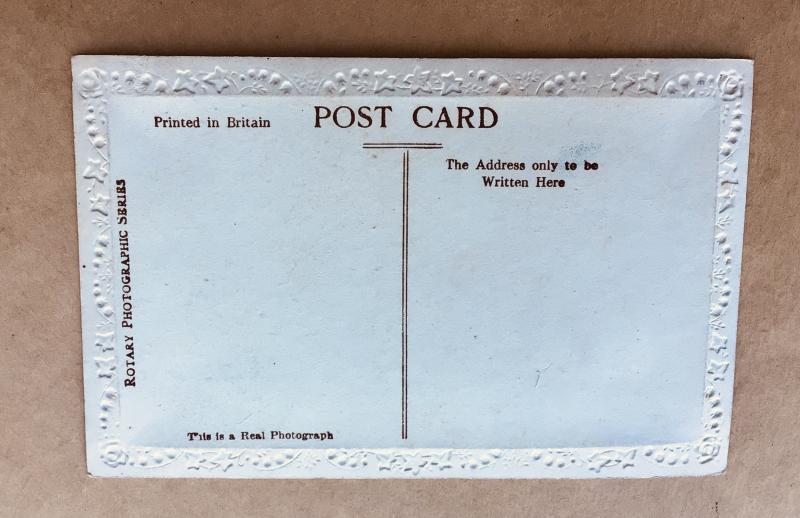 Printed in Britain
POST CARD
The Address only to be
Written Here
ROTARY PHOTOGRAPHIC SERIES
This is a Real Photograph